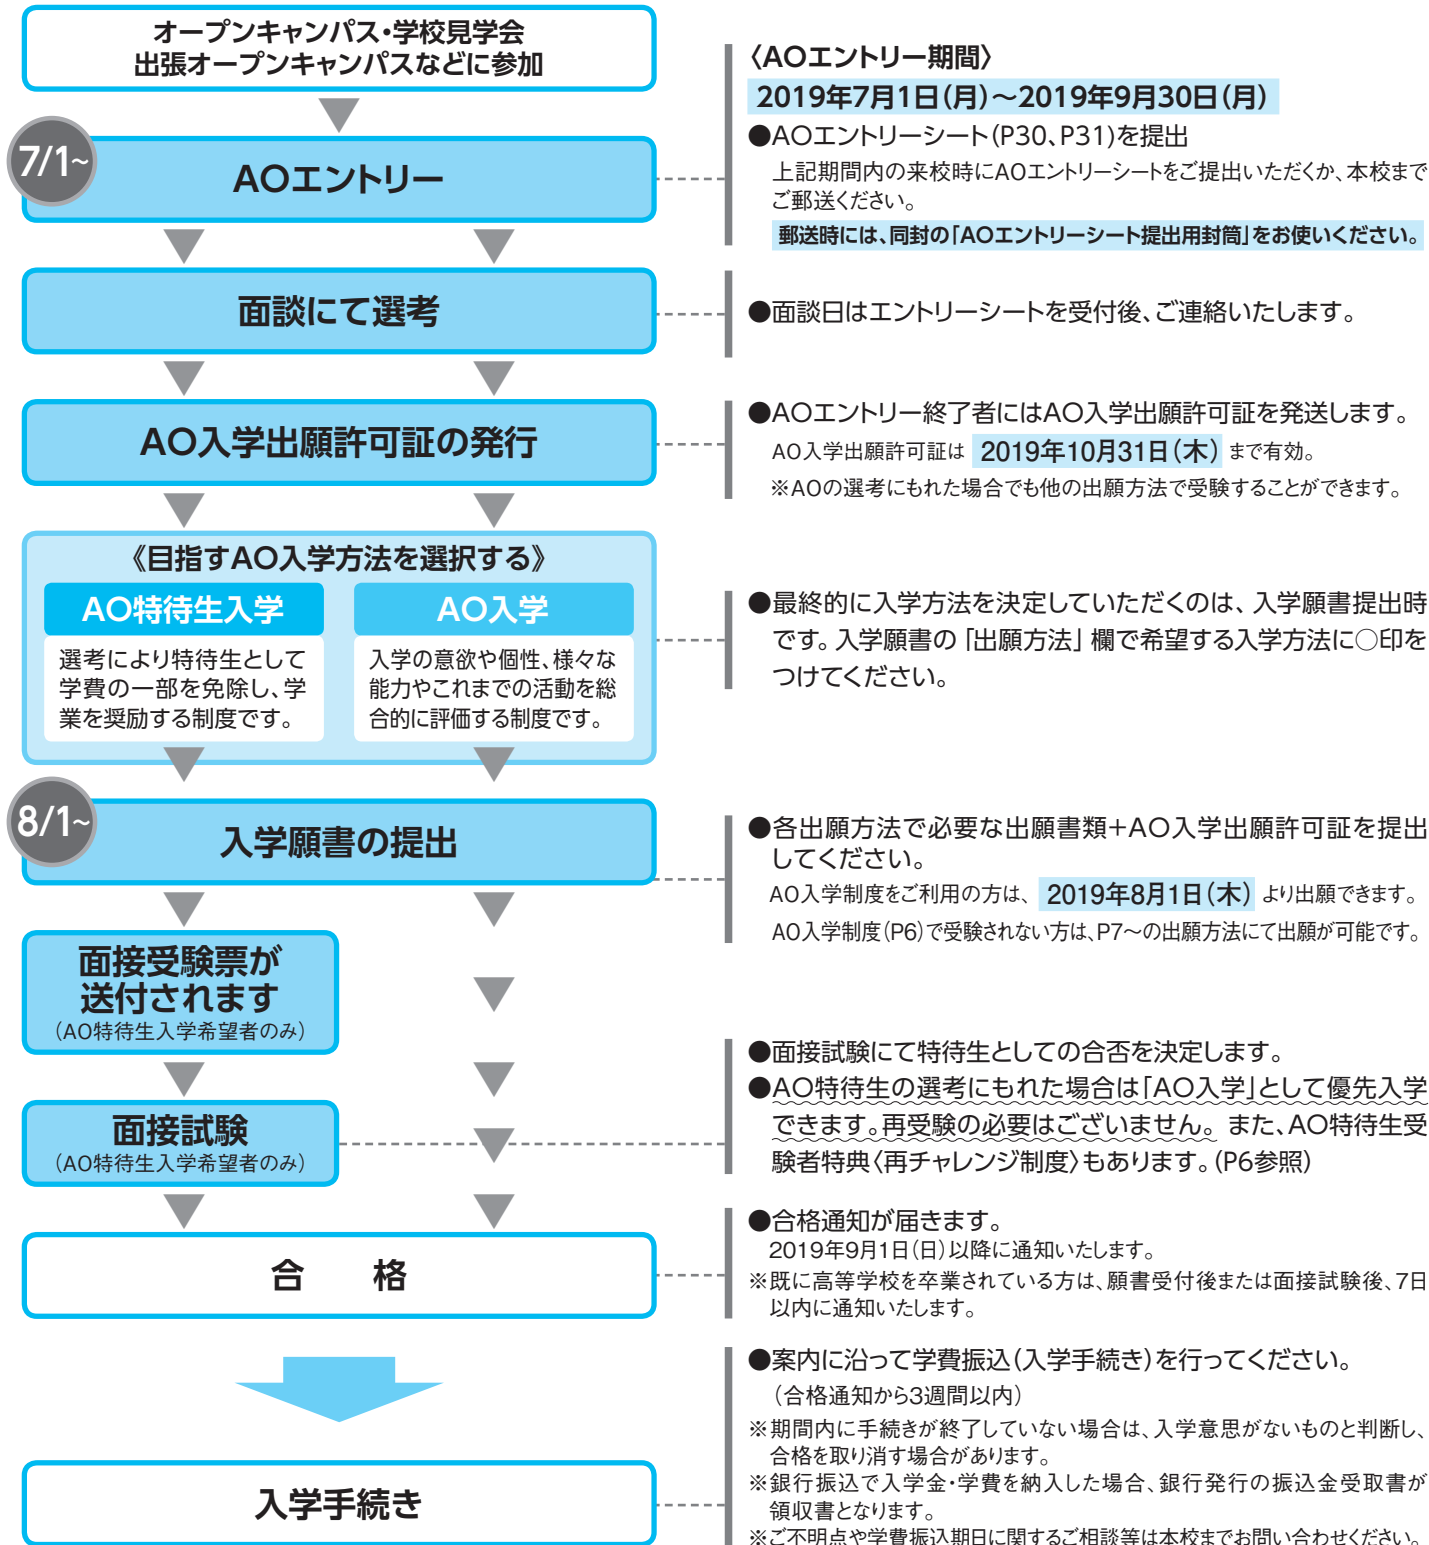 オープンキャンパス・学校見学会
出張オープンキャンパスなどに参加
7/1~
AOエントリー
〈AOエントリー期間〉
2019年7月1日(月)～2019年9月30日(月)
●AOエントリーシート(P30、P31)を提出
上記期間内の来校時にAOエントリーシートをご提出いただくか、本校まで
ご郵送ください。
郵送時には、同封の「AOエントリーシート提出用封筒」をお使いください。
面談にて選考
●面談日はエントリーシートを受付後、ご連絡いたします。
AO入学出願許可証の発行
●AOエントリー終了者にはAO入学出願許可証を発送します。
AO入学出願許可証は 2019年10月31日(木) まで有効。
※AOの選考にもれた場合でも他の出願方法で受験することができます。
《目指すAO入学方法を選択する》
AO特待生入学
選考により特待生として
学費の一部を免除し、学
業を奨励する制度です。
AO入学
入学の意欲や個性、様々な
能力やこれまでの活動を総
合的に評価する制度です。
●最終的に入学方法を決定していただくのは、入学願書提出時
です。入学願書の「出願方法」欄で希望する入学方法に○印を
つけてください。
8/1~
入学願書の提出
●各出願方法で必要な出願書類+AO入学出願許可証を提出
してください。
AO入学制度をご利用の方は、 2019年8月1日(木) より出願できます。
AO入学制度(P6)で受験されない方は、P7～の出願方法にて出願が可能です。
面接受験票が
送付されます
(AO特待生入学希望者のみ)
面接試験
(AO特待生入学希望者のみ)
●面接試験にて特待生としての合否を決定します。
●AO特待生の選考にもれた場合は「AO入学」として優先入学
できます。再受験の必要はございません。また、AO特待生受
験者特典〈再チャレンジ制度〉もあります。(P6参照)
合　格
●合格通知が届きます。
2019年9月1日(日)以降に通知いたします。
※既に高等学校を卒業されている方は、願書受付後または面接試験後、7日
以内に通知いたします。
入学手続き
●案内に沿って学費振込(入学手続き)を行ってください。
(合格通知から3週間以内)
※期間内に手続きが終了していない場合は、入学意思がないものと判断し、
合格を取り消す場合があります。
※銀行振込で入学金・学費を納入した場合、銀行発行の振込金受取書が
領収書となります。
※ご不明点や学費振込期日に関するご相談等は本校までお問い合わせください。